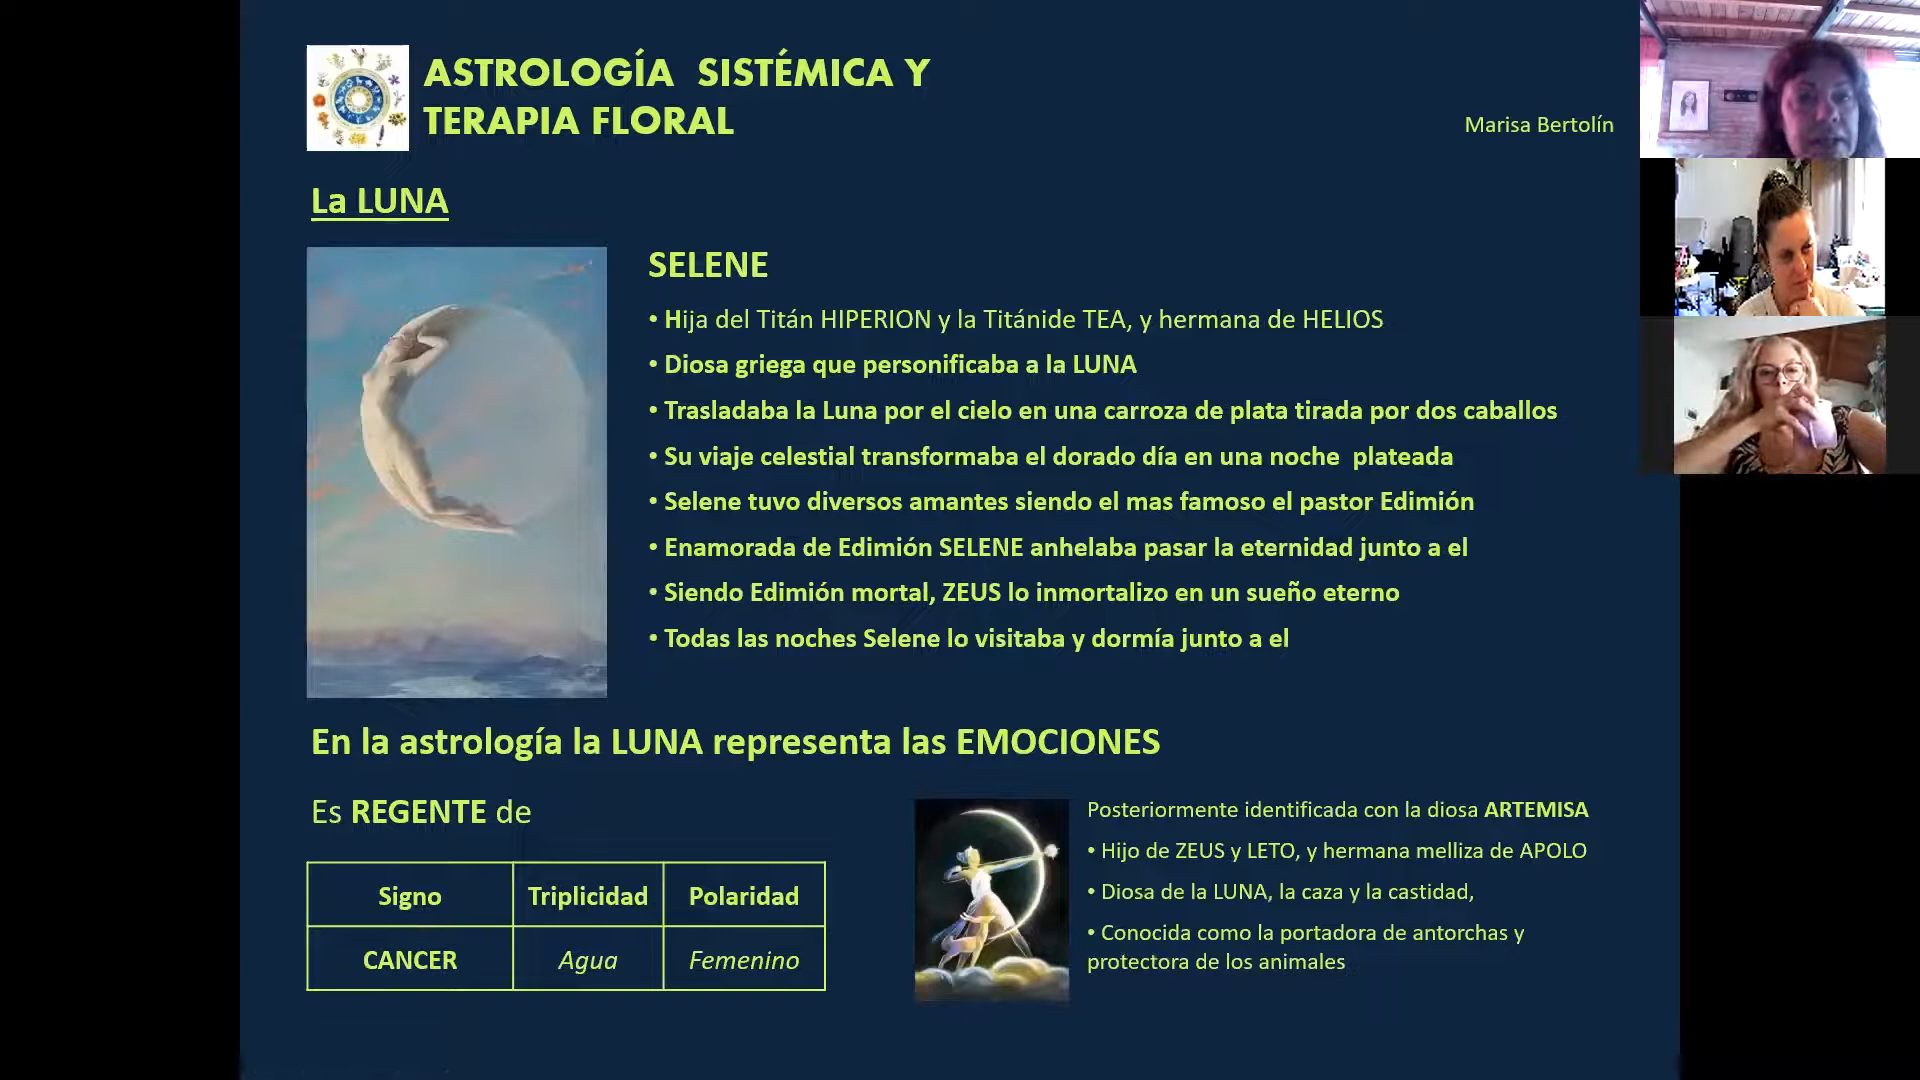 ASTROLOGÍA SISTÉMICA Y
TERAPIA FLORAL
Marisa Bertolín
La LUNA
SELENE
• Hija del Titán HIPERION y la Titánide TEA, y hermana de HELIOS
• Diosa griega que personificaba a la LUNA
• Trasladaba la Luna por el cielo en una carroza de plata tirada por dos caballos
• Su viaje celestial transformaba el dorado día en una noche plateada
• Selene tuvo diversos amantes siendo el mas famoso el pastor Edimión
• Enamorada de Edimión SELENE anhelaba pasar la eternidad junto a el
• Siendo Edimión mortal, ZEUS lo inmortalizo en un sueño eterno
• Todas las noches Selene lo visitaba y dormía junto a el
En la astrología la LUNA representa las EMOCIONES
Es REGENTE de
Signo Triplicidad Polaridad
CANCER Agua Femenino
Posteriormente identificada con la diosa ARTEMISA
• Hijo de ZEUS y LETO, y hermana melliza de APOLO
• Diosa de la LUNA, la caza y la castidad,
• Conocida como la portadora de antorchas y
protectora de los animales